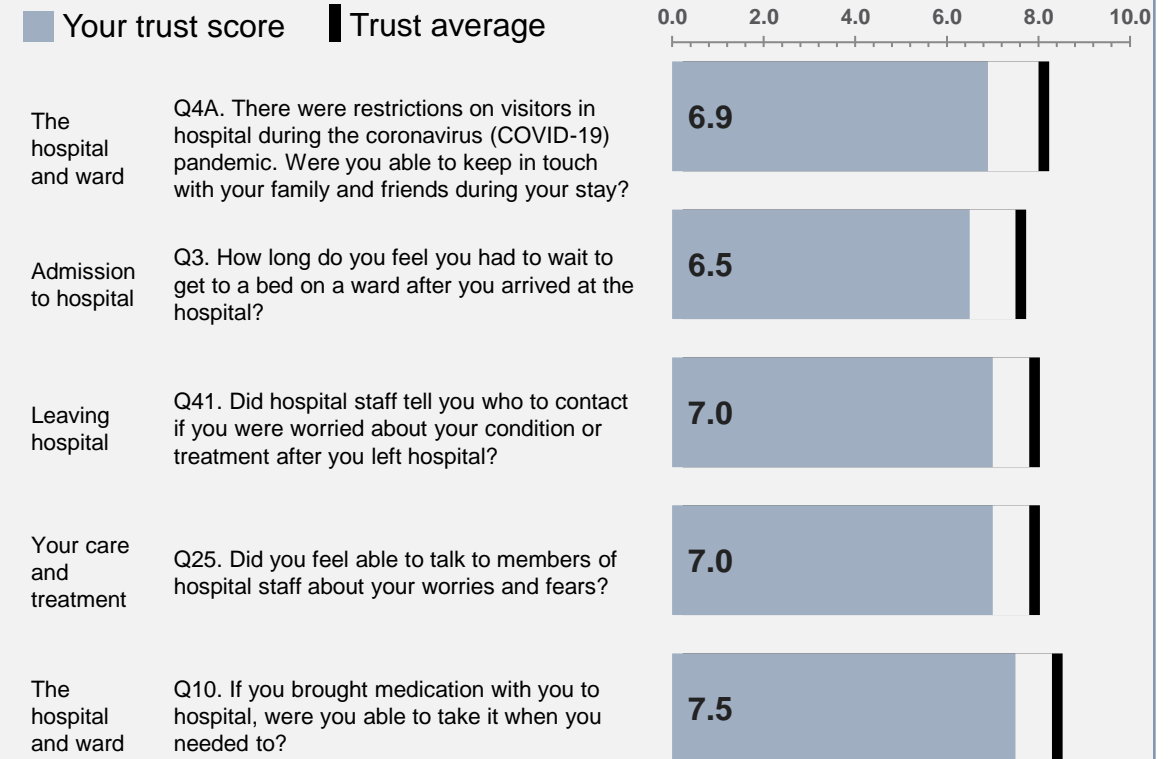 Your trust score Trust average
0.0 2.0 4.0 6.0 8.0 10.0
The
hospital
and ward
Q4A. There were restrictions on visitors in
hospital during the coronavirus (COVID-19)
pandemic. Were you able to keep in touch
with your family and friends during your stay?
6.9
Admission
to hospital
Q3. How long do you feel you had to wait to
get to a bed on a ward after you arrived at the
hospital?
6.5
Leaving
hospital
Q41. Did hospital staff tell you who to contact
if you were worried about your condition or
treatment after you left hospital?
7.0
Your care
and
treatment
Q25. Did you feel able to talk to members of
hospital staff about your worries and fears?
7.0
The
hospital
and ward
Q10. If you brought medication with you to
hospital, were you able to take it when you
needed to?
7.5